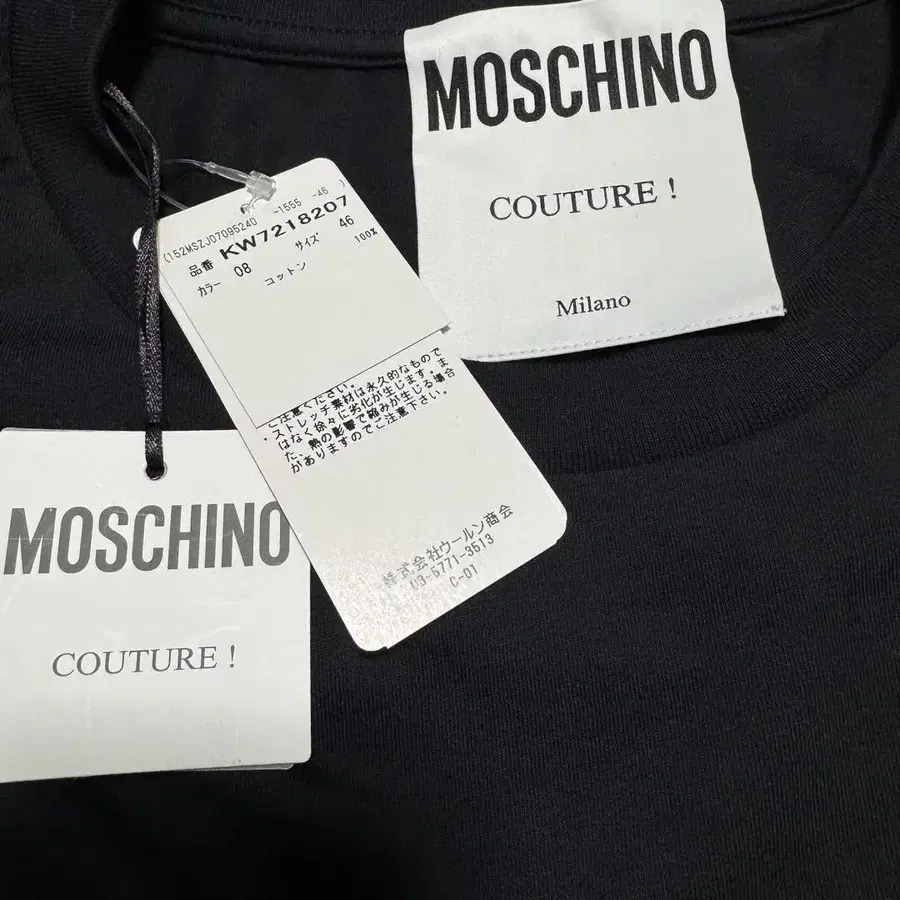 MOSCHINO
COUTURE !
Milano
(152MSZJ07095240 -1555 -46 )
品番 KW7218207
カラー 08 サイズ 46
コットン 100%
ご注意ください。
・ストレッチ素材は永久的なもので
はなく徐々に劣化が生じます。ま
た、熱の影響で縮みが生じる場合
がありますのでご注意下さい。
株式会社ウールン商会
03-5771-3513
C-01
MOSCHINO
COUTURE !